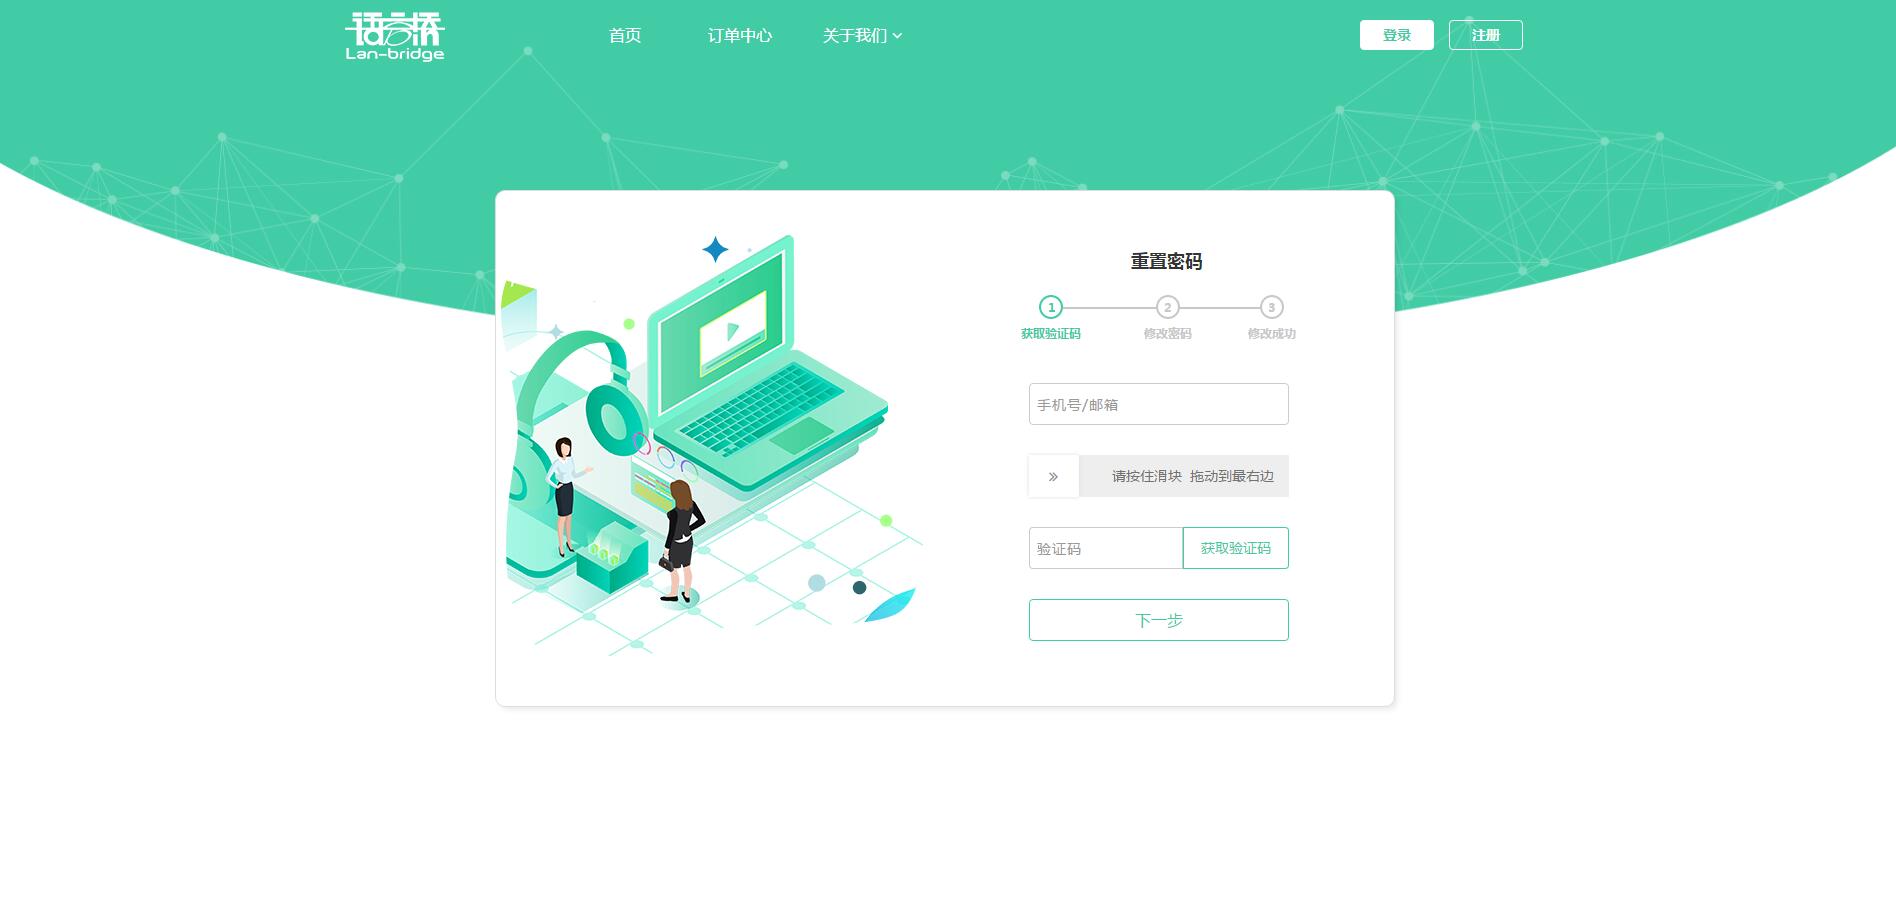 语言桥
Lan-bridge
首页
订单中心
关于我们
登录
注册
重置密码
1
2
3
获取验证码
修改密码
修改成功
手机号/邮箱
请按住滑块 拖动到最右边
验证码
获取验证码
下一步